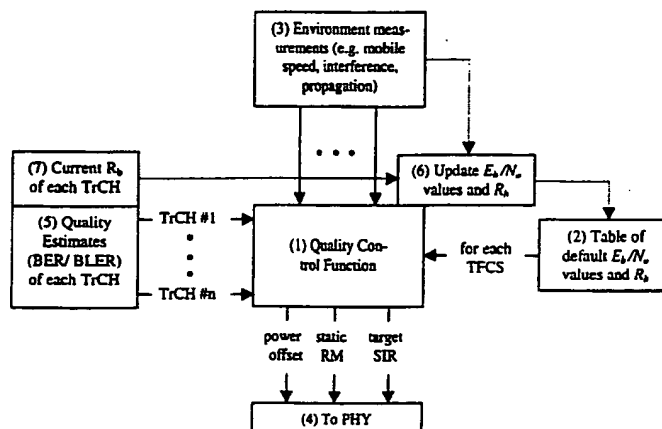 (3) Environment meas-
urements (e.g. mobile
speed, interference,
propagation)
(7) Current R_b
of each TrCH
(6) Update E_b/N_o
values and R_b
(5) Quality
Estimates
(BER/ BLER)
of each TrCH
TrCH #1
TrCH #n
(1) Quality Con-
trol Function
for each
TFCS
(2) Table of
default E_b/N_o
values and R_b
power
offset
static
RM
target
SIR
(4) To PHY